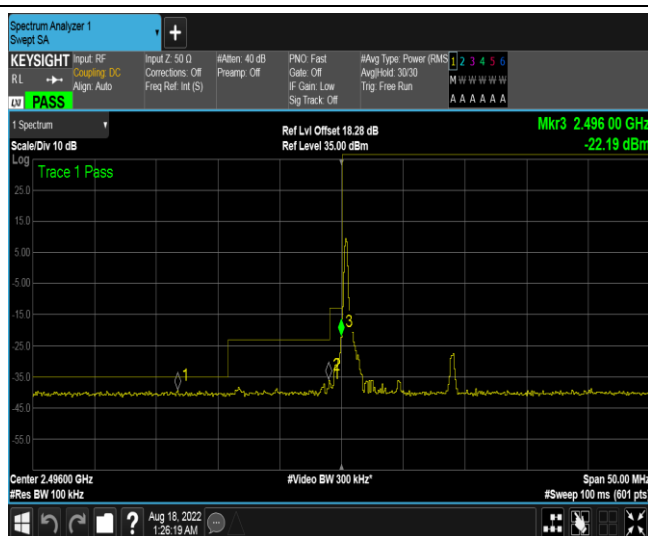 Spectrum Analyzer 1
Swept SA
+
KEYSIGHT Input: RF Input Z: 50 Ω #Atten: 40 dB PNO: Fast #Avg Type: Power (RMS 1 2 3 4 5 6
RL Coupling: DC Corrections: Off Preamp: Off Gate: Off Avg|Hold: 30/30 M W W W W W
Align: Auto Freq Ref: Int (S) IF Gain: Low Trig: Free Run
LXI PASS Sig Track: Off A A A A A A
1 Spectrum Ref Lvl Offset 18.28 dB Mkr3 2.496 00 GHz
Scale/Div 10 dB Ref Level 35.00 dBm -22.19 dBm
Log
Trace 1 Pass
25.0
15.0
5.00
-5.00
-15.0
3
-25.0
2
1
-35.0
-45.0
-55.0
Center 2.49600 GHz #Video BW 300 kHz* Span 50.00 MHz
#Res BW 100 kHz #Sweep 100 ms (601 pts)
? Aug 18, 2022
1:26:19 AM